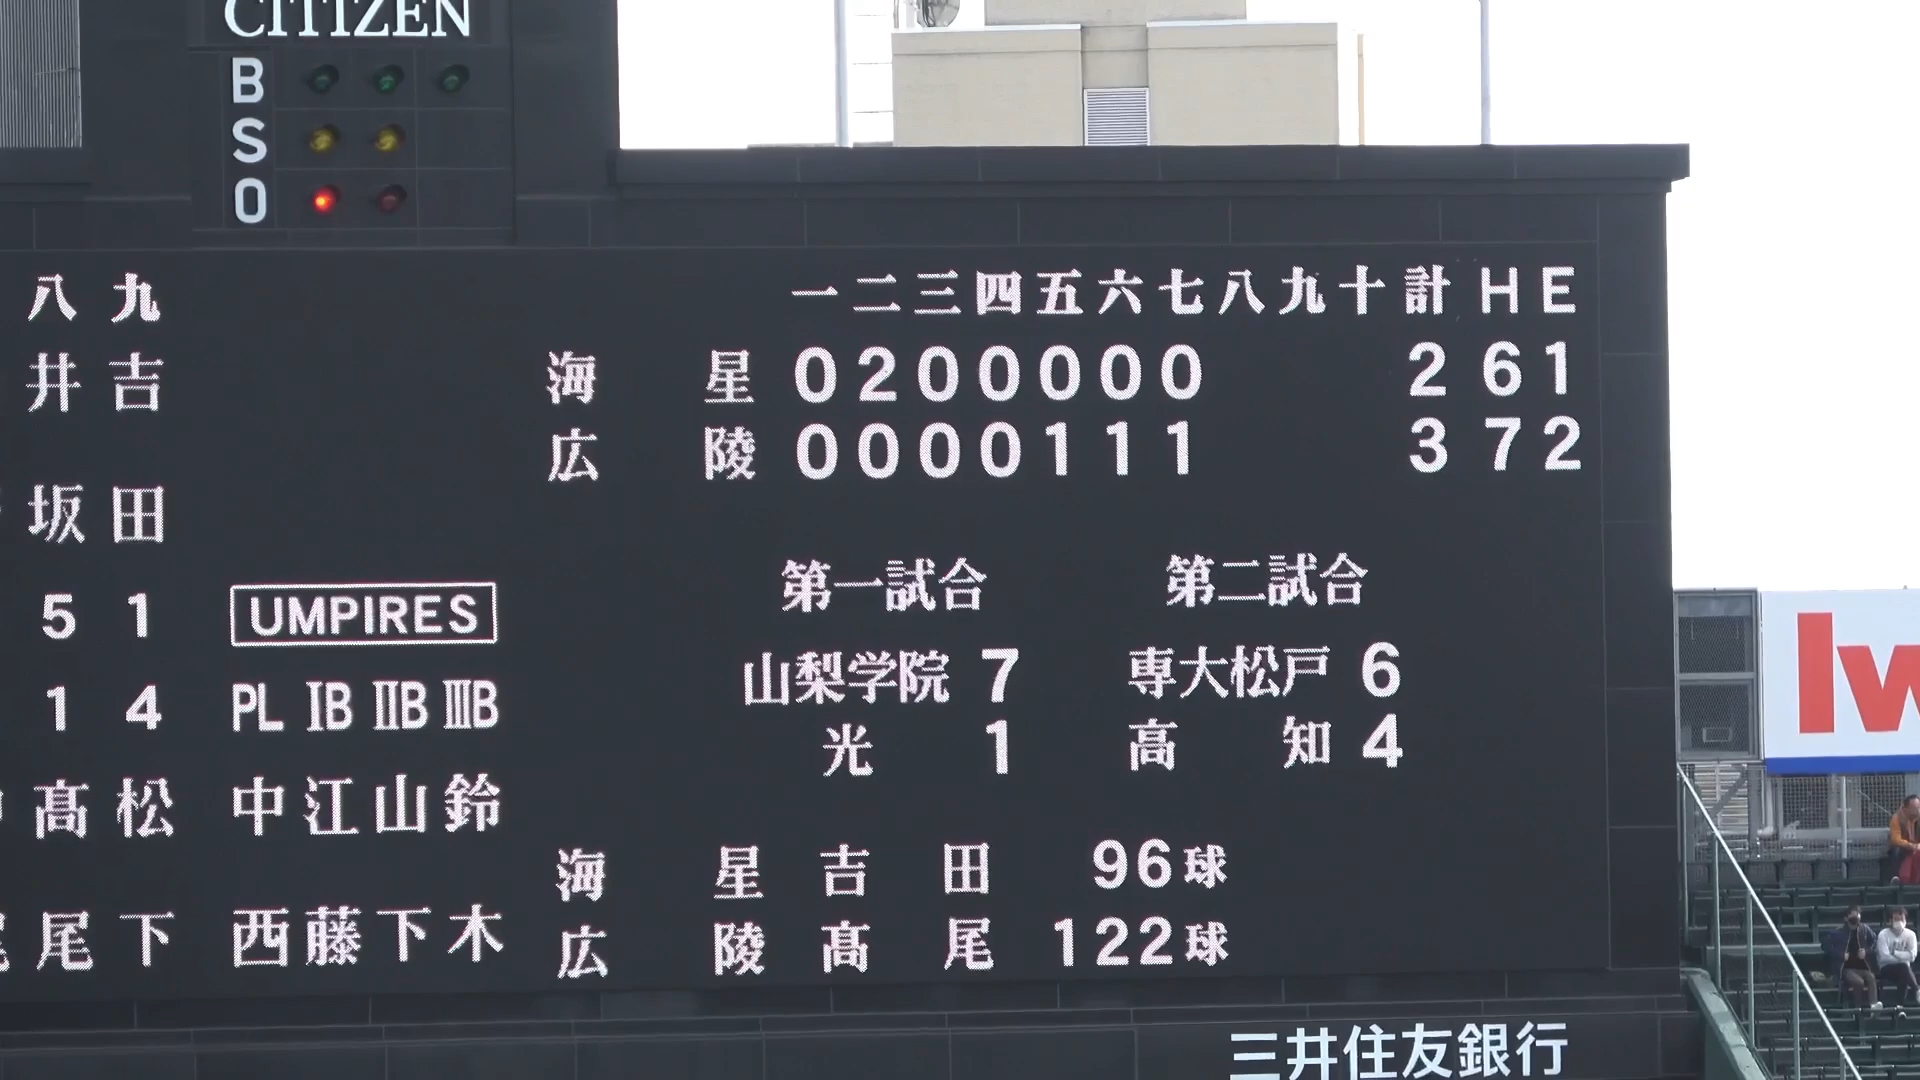 CITIZEN
B
S
O
八 九 一 二 三 四 五 六 七 八 九 十 計 H E
井 吉 海 星 0 2 0 0 0 0 0 2 6 1
広 陵 0 0 0 0 1 1 1 3 7 2
坂 田
第一試合 第二試合
5 1 UMPIRES
山梨学院 7 専大松戸 6
1 4 PL IB IIB IIIB
光 1 高 知 4
髙 松 中 江 山 鈴
海 星 吉 田 96球
尾 下 西 藤 下 木
広 陵 髙 尾 122球
三井住友銀行